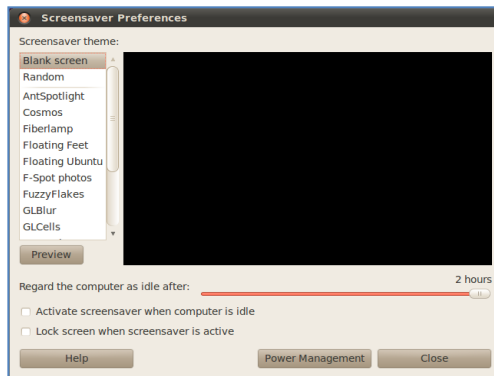 Screensaver Preferences
Screensaver theme:
Blank screen
Random
AntSpotlight
Cosmos
Fiberlamp
Floating Feet
Floating Ubuntu
F-Spot photos
FuzzyFlakes
GLBlur
GLCells
Preview
Regard the computer as idle after:
2 hours
Activate screensaver when computer is idle
Lock screen when screensaver is active
Help
Power Management
Close